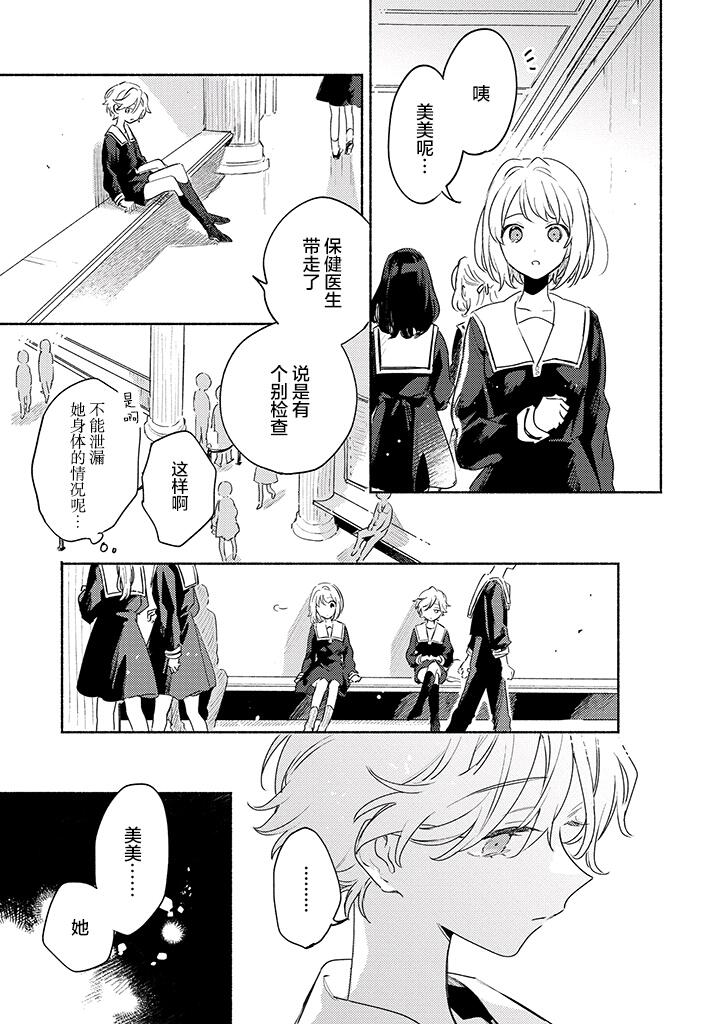 咦
美美呢…
保健医生
带走了
说是有
个别检查
这样啊
是啊
不能泄漏
她身体的情况呢…
………
美美………
她